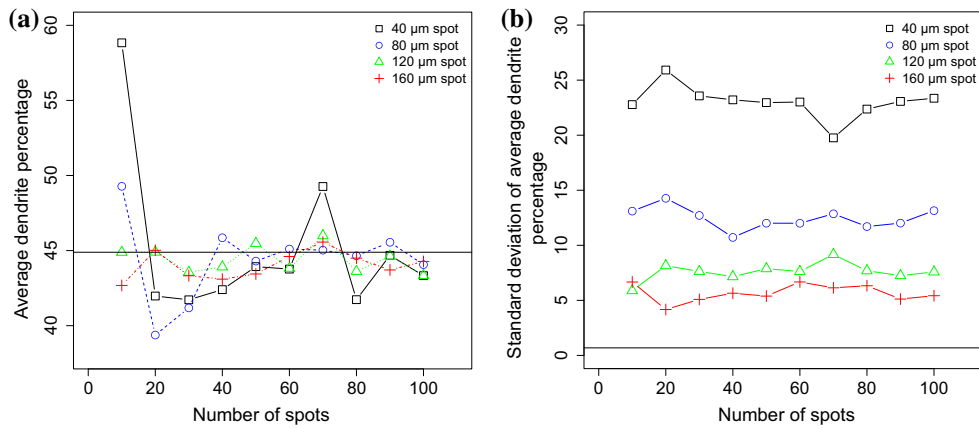 (a)
Average dendrite percentage
60
55
50
45
40
0 20 40 60 80 100
Number of spots
40 µm spot
80 µm spot
120 µm spot
160 µm spot
(b)
Standard deviation of average dendrite
percentage
30
25
20
15
10
5
0
0 20 40 60 80 100
Number of spots
40 µm spot
80 µm spot
120 µm spot
160 µm spot